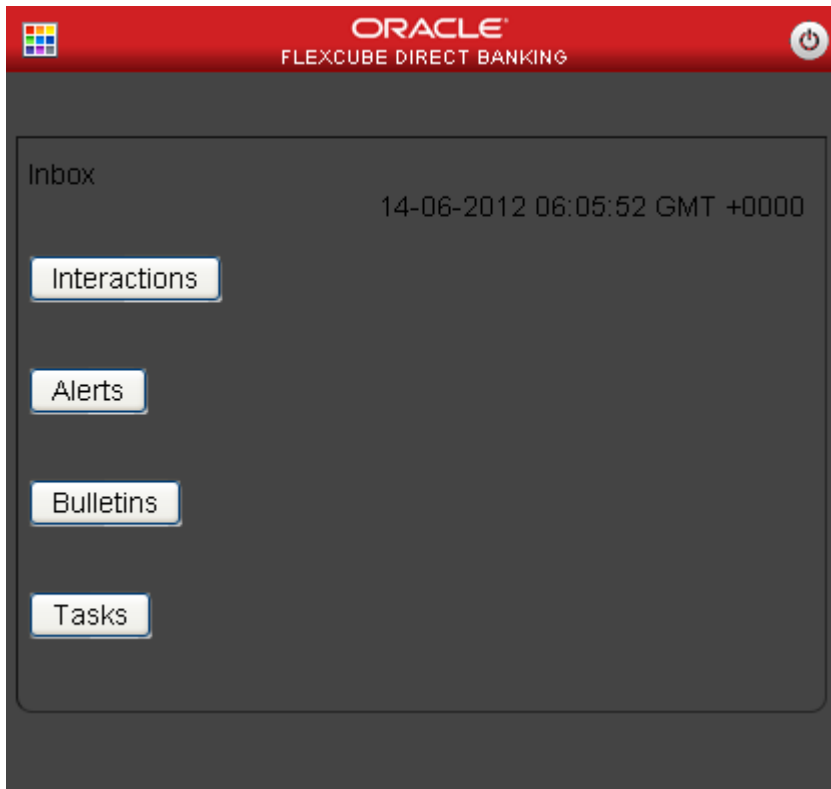 ORACLE
FLEXCUBE DIRECT BANKING
Inbox
14-06-2012 06:05:52 GMT +0000
Interactions
Alerts
Bulletins
Tasks